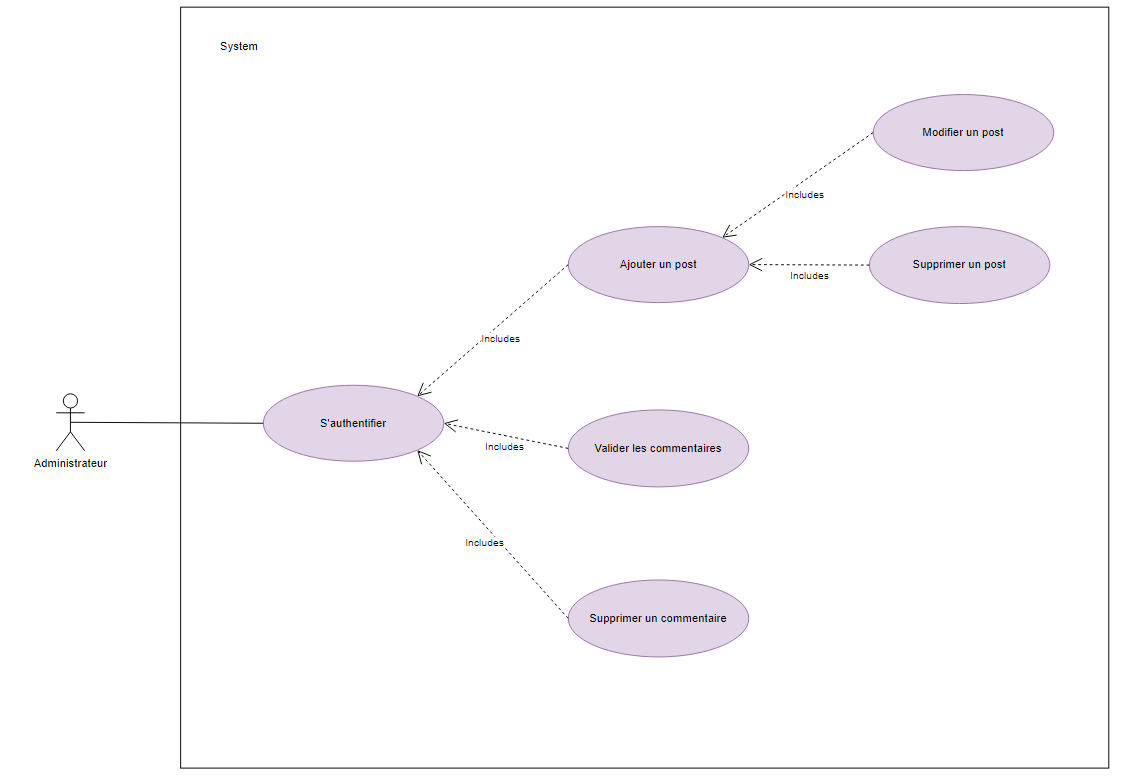 System
Modifier un post
Includes
Ajouter un post
Supprimer un post
Includes
Includes
S'authentifier
Includes
Valider les commentaires
Administrateur
Includes
Supprimer un commentaire